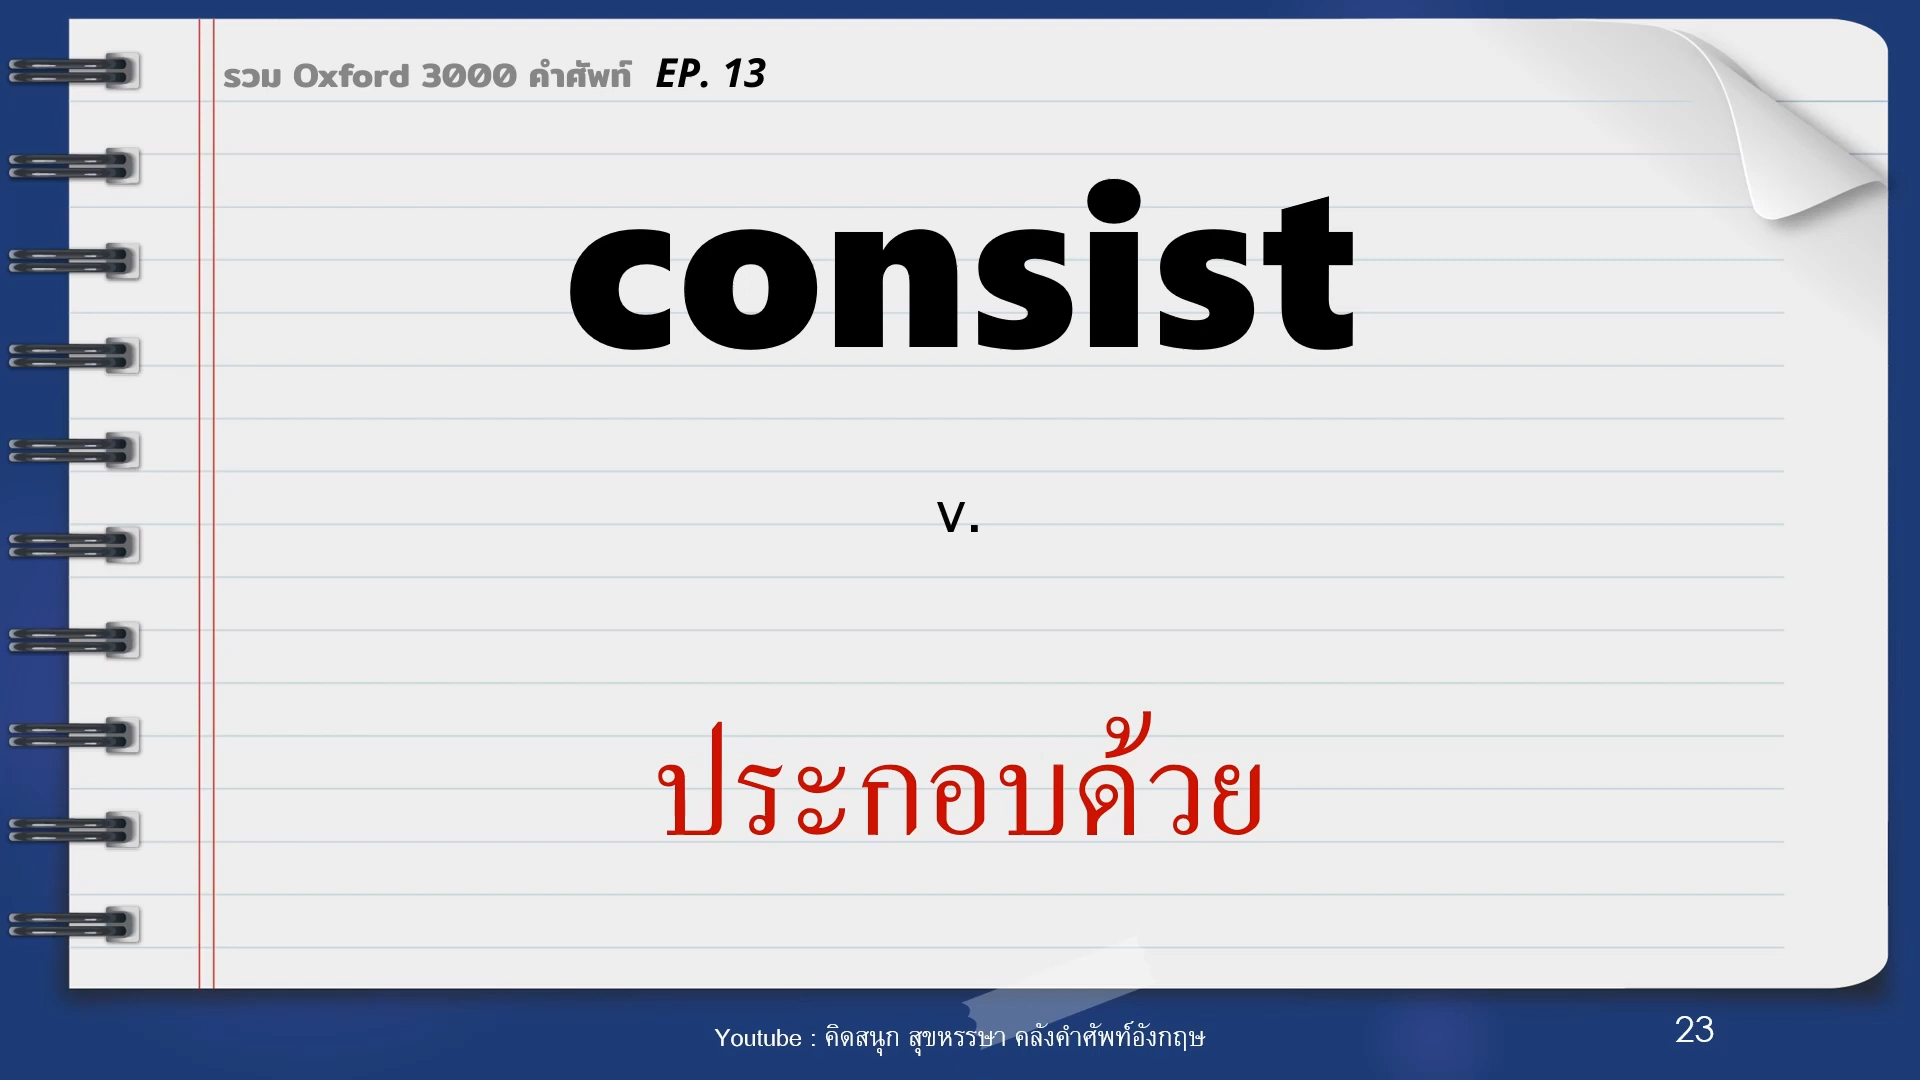 รวม Oxford 3000 คำศัพท์ EP. 13
consist
v.
ประกอบด้วย
Youtube : คิดสนุก สุขหรรษา คลังคำศัพท์อังกฤษ
23